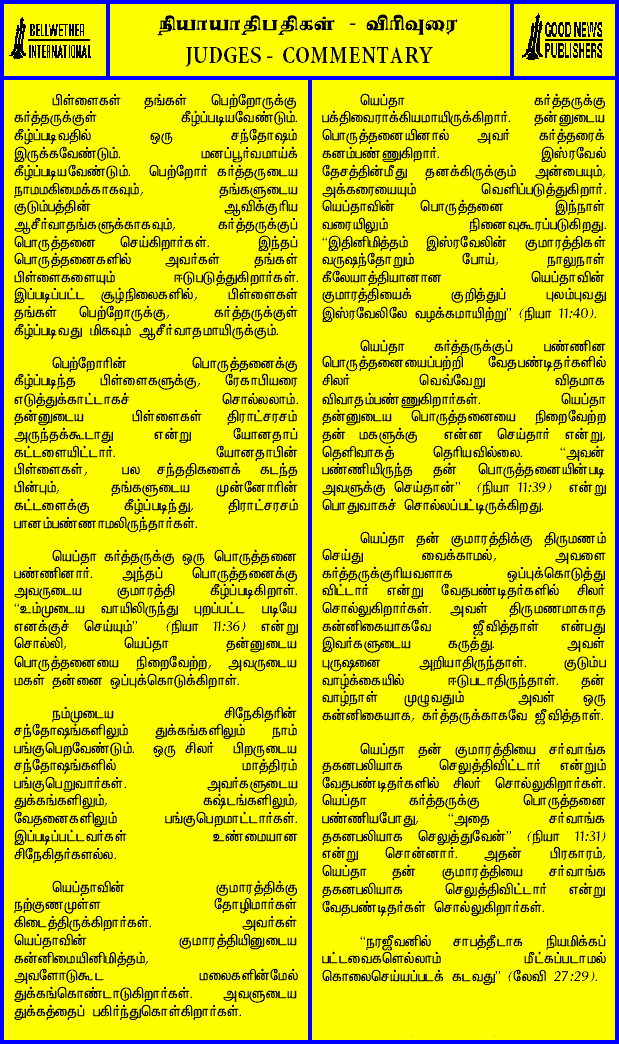 BELLWETHER
INTERNATIONAL
நியாயாதிபதிகள் - விரிவுரை
JUDGES - COMMENTARY
GOOD NEWS
PUBLISHERS
பிள்ளைகள் தங்கள் பெற்றோருக்கு
கர்த்தருக்குள் கீழ்ப்படியவேண்டும்.
கீழ்ப்படிவதில் ஒரு சந்தோஷம்
இருக்கவேண்டும். மனப்பூர்வமாய்க்
கீழ்ப்படியவேண்டும். பெற்றோர் கர்த்தருடைய
நாமமகிமைக்காகவும், தங்களுடைய
குடும்பத்தின் ஆவிக்குரிய
ஆசீர்வாதங்களுக்காகவும், கர்த்தருக்குப்
பொருத்தனை செய்கிறார்கள். இந்தப்
பொருத்தனைகளில் அவர்கள் தங்கள்
பிள்ளைகளையும் ஈடுபடுத்துகிறார்கள்.
இப்படிப்பட்ட சூழ்நிலைகளில், பிள்ளைகள்
தங்கள் பெற்றோருக்கு, கர்த்தருக்குள்
கீழ்ப்படிவது மிகவும் ஆசீர்வாதமாயிருக்கும்.
பெற்றோரின் பொருத்தனைக்கு
கீழ்ப்படிந்த பிள்ளைகளுக்கு, ரேகாபியரை
எடுத்துக்காட்டாகச் சொல்லலாம்.
தன்னுடைய பிள்ளைகள் திராட்சரசம்
அருந்தக்கூடாது என்று யோனதாப்
கட்டளையிட்டார். யோனதாபின்
பிள்ளைகள், பல சந்ததிகளைக் கடந்த
பின்பும், தங்களுடைய முன்னோரின்
கட்டளைக்கு கீழ்ப்படிந்து, திராட்சரசம்
பானம்பண்ணாமலிருந்தார்கள்.
யெப்தா கர்த்தருக்கு ஒரு பொருத்தனை
பண்ணினார். அந்தப் பொருத்தனைக்கு
அவருடைய குமாரத்தி கீழ்ப்படிகிறாள்.
“உம்முடைய வாயிலிருந்து புறப்பட்ட படியே
எனக்குச் செய்யும்” (நியா 11:36) என்று
சொல்லி, யெப்தா தன்னுடைய
பொருத்தனையை நிறைவேற்ற, அவருடைய
மகள் தன்னை ஒப்புக்கொடுக்கிறாள்.
நம்முடைய சிநேகிதரின்
சந்தோஷங்களிலும் துக்கங்களிலும் நாம்
பங்குபெறவேண்டும். ஒரு சிலர் பிறருடைய
சந்தோஷங்களில் மாத்திரம்
பங்குபெறுவார்கள். அவர்களுடைய
துக்கங்களிலும், கஷ்டங்களிலும்,
வேதனைகளிலும் பங்குபெறமாட்டார்கள்.
இப்படிப்பட்டவர்கள் உண்மையான
சிநேகிதர்களல்ல.
யெப்தாவின் குமாரத்திக்கு
நற்குணமுள்ள தோழிமார்கள்
கிடைத்திருக்கிறார்கள். அவர்கள்
யெப்தாவின் குமாரத்தியினுடைய
கன்னிமையினிமித்தம்,
அவளோடுகூட மலைகளின்மேல்
துக்கங்கொண்டாடுகிறார்கள். அவளுடைய
துக்கத்தைப் பகிர்ந்துகொள்கிறார்கள்.
யெப்தா கர்த்தருக்கு
பக்திவைராக்கியமாயிருக்கிறார். தன்னுடைய
பொருத்தனையினால் அவர் கர்த்தரைக்
கனம்பண்ணுகிறார். இஸ்ரவேல்
தேசத்தின்மீது தனக்கிருக்கும் அன்பையும்,
அக்கரையையும் வெளிப்படுத்துகிறார்.
யெப்தாவின் பொருத்தனை இந்நாள்
வரையிலும் நினைவுகூரப்படுகிறது.
“இதினிமித்தம் இஸ்ரவேலின் குமாரத்திகள்
வருஷந்தோறும் போய், நாலுநாள்
கீலேயாத்தியானான யெப்தாவின்
குமாரத்தியைக் குறித்துப் புலம்புவது
இஸ்ரவேலிலே வழக்கமாயிற்று” (நியா 11:40).
யெப்தா கர்த்தருக்குப் பண்ணின
பொருத்தனையைப்பற்றி வேதபண்டிதர்களில்
சிலர் வெவ்வேறு விதமாக
விவாதம்பண்ணுகிறார்கள். யெப்தா
தன்னுடைய பொருத்தனையை நிறைவேற்ற
தன் மகளுக்கு என்ன செய்தார் என்று,
தெளிவாகத் தெரியவில்லை. “அவன்
பண்ணியிருந்த தன் பொருத்தனையின்படி
அவளுக்கு செய்தான்” (நியா 11:39) என்று
பொதுவாகச் சொல்லப்பட்டிருக்கிறது.
யெப்தா தன் குமாரத்திக்கு திருமணம்
செய்து வைக்காமல், அவளை
கர்த்தருக்குரியவளாக ஒப்புக்கொடுத்து
விட்டார் என்று வேதபண்டிதர்களில் சிலர்
சொல்லுகிறார்கள். அவள் திருமணமாகாத
கன்னிகையாகவே ஜீவித்தாள் என்பது
இவர்களுடைய கருத்து. அவள்
புருஷனை அறியாதிருந்தாள். குடும்ப
வாழ்க்கையில் ஈடுபடாதிருந்தாள். தன்
வாழ்நாள் முழுவதும் அவள் ஒரு
கன்னிகையாக, கர்த்தருக்காகவே ஜீவித்தாள்.
யெப்தா தன் குமாரத்தியை சர்வாங்க
தகனபலியாக செலுத்திவிட்டார் என்றும்
வேதபண்டிதர்களில் சிலர் சொல்லுகிறார்கள்.
யெப்தா கர்த்தருக்கு பொருத்தனை
பண்ணியபோது, “அதை சர்வாங்க
தகனபலியாக செலுத்துவேன்” (நியா 11:31)
என்று சொன்னார். அதன் பிரகாரம்,
யெப்தா தன் குமாரத்தியை சர்வாங்க
தகனபலியாக செலுத்திவிட்டார் என்று
வேதபண்டிதர்கள் சொல்லுகிறார்கள்.
“நரஜீவனில் சாபத்தீடாக நியமிக்கப்
பட்டவைகளெல்லாம் மீட்கப்படாமல்
கொலைசெய்யப்படக் கடவது” (லேவி 27:29).